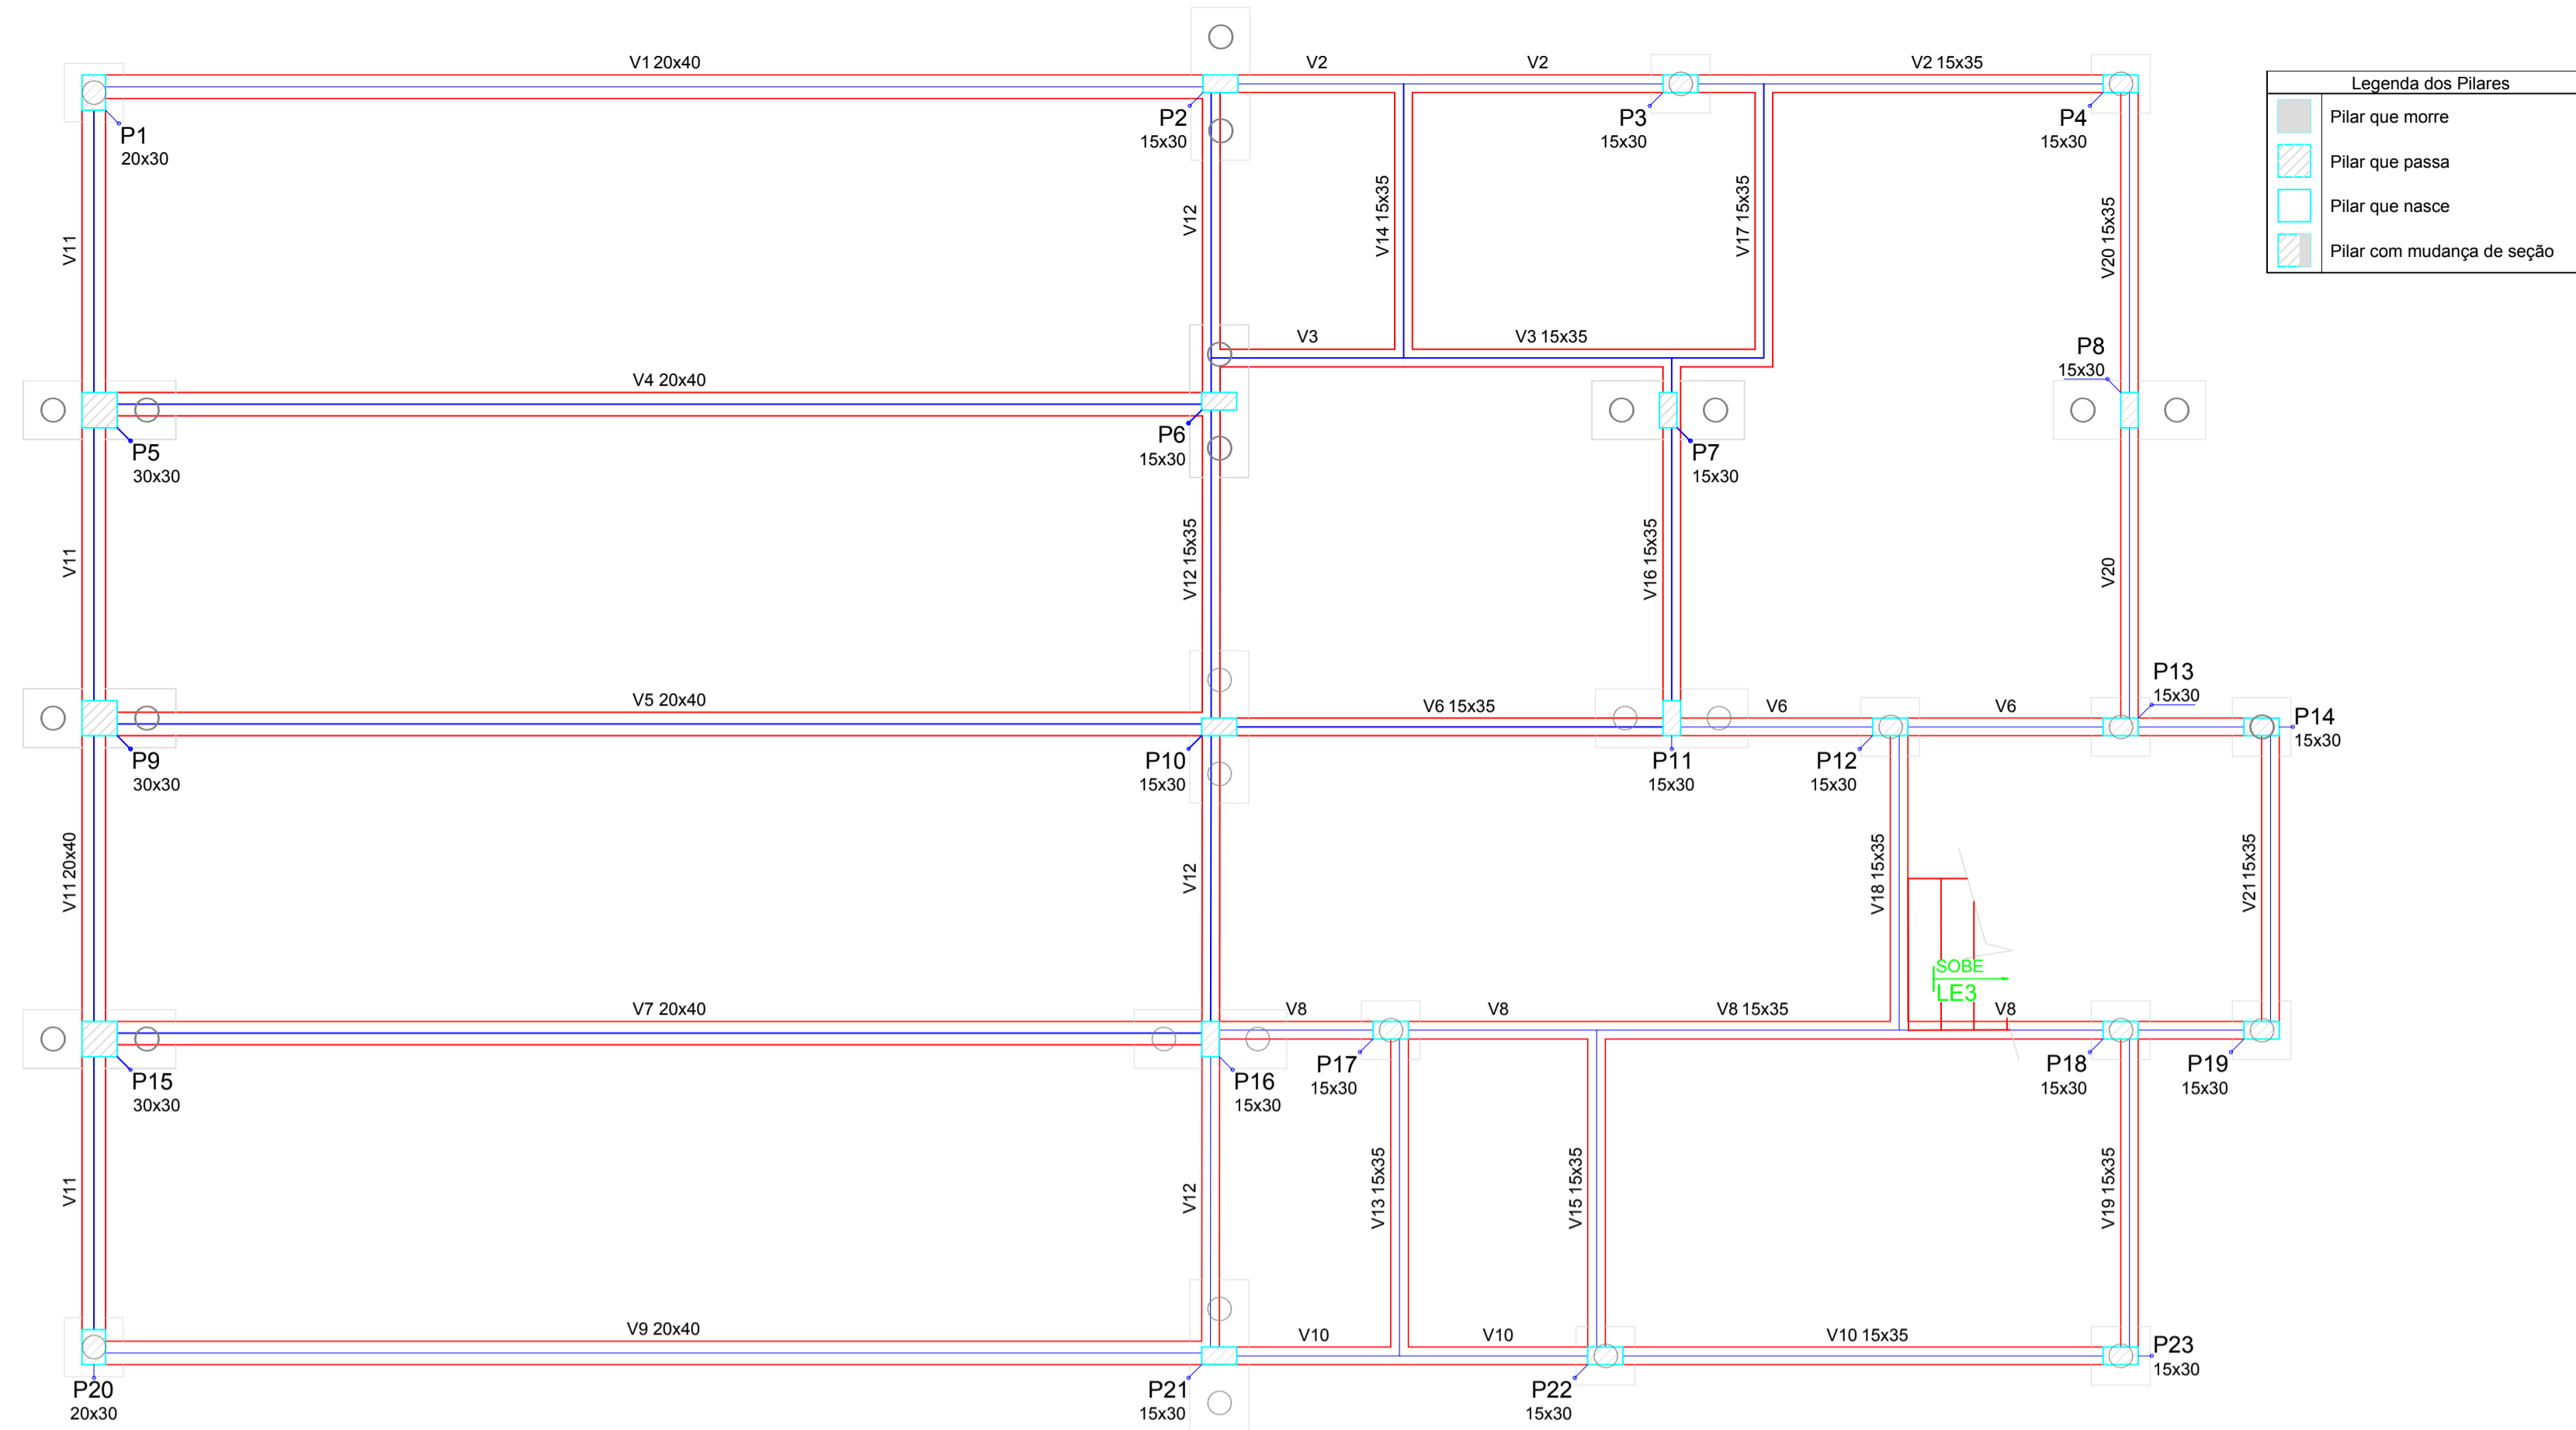 V1 20x40
V2
V2
V2 15x35
Legenda dos Pilares
Pilar que morre
Pilar que passa
Pilar que nasce
Pilar com mudança de seção
P1
20x30
P2
15x30
P3
15x30
P4
15x30
V11
V12
V14 15x35
V17 15x35
V20 15x35
V3
V3 15x35
P8
15x30
V4 20x40
P5
30x30
P6
15x30
P7
15x30
V11
V12 15x35
V16 15x35
V20
P13
15x30
V5 20x40
V6 15x35
V6
V6
P14
15x30
P9
30x30
P10
15x30
P11
15x30
P12
15x30
V11 20x40
V12
V18 15x35
V21 15x35
SOBE
LE3
V7 20x40
V8
V8
V8 15x35
V8
P15
30x30
P16
15x30
P17
15x30
P18
15x30
P19
15x30
V11
V12
V13 15x35
V15 15x35
V19 15x35
V9 20x40
V10
V10
V10 15x35
P20
20x30
P21
15x30
P22
15x30
P23
15x30